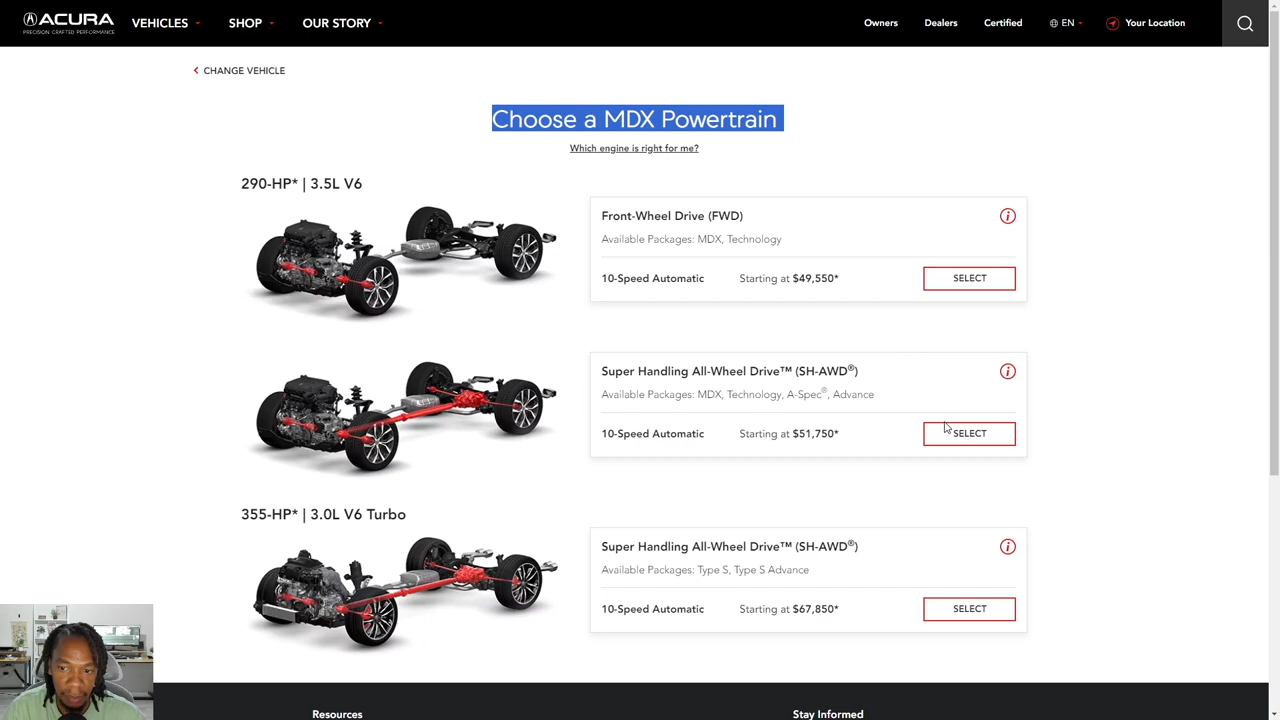 ACURA
PRECISION CRAFTED PERFORMANCE
VEHICLES
SHOP
OUR STORY
Owners
Dealers
Certified
EN
Your Location
CHANGE VEHICLE
Choose a MDX Powertrain
Which engine is right for me?
290-HP* | 3.5L V6
Front-Wheel Drive (FWD)
Available Packages: MDX, Technology
10-Speed Automatic
Starting at $49,550*
SELECT
Super Handling All-Wheel Drive™ (SH-AWD®)
Available Packages: MDX, Technology, A-Spec®, Advance
10-Speed Automatic
Starting at $51,750*
SELECT
355-HP* | 3.0L V6 Turbo
Super Handling All-Wheel Drive™ (SH-AWD®)
Available Packages: Type S, Type S Advance
10-Speed Automatic
Starting at $67,850*
SELECT
Resources
Stay Informed